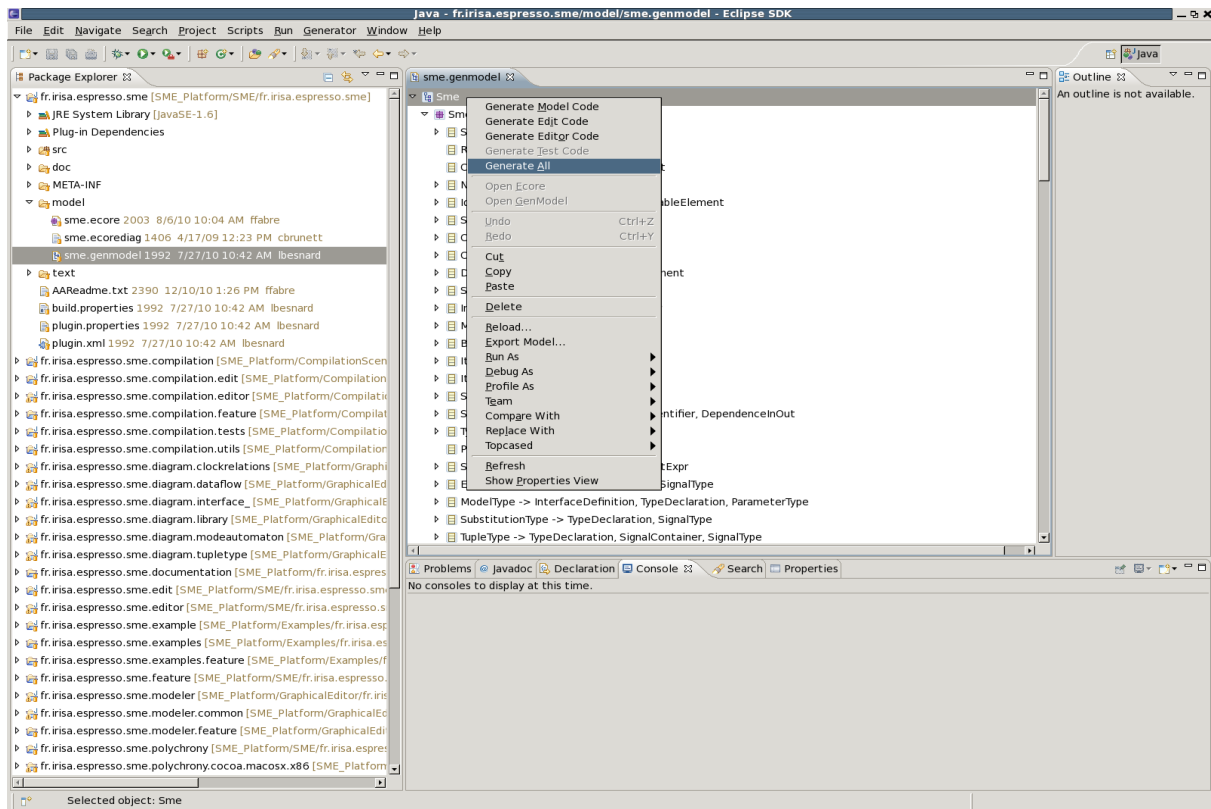 Java - fr.irisa.espresso.sme/model/sme.genmodel - Eclipse SDK
File Edit Navigate Search Project Scripts Run Generator Window Help
Java
Package Explorer
fr.irisa.espresso.sme [SME_Platform/SME/fr.irisa.espresso.sme]
JRE System Library [JavaSE-1.6]
Plug-in Dependencies
src
doc
META-INF
model
sme.ecore 2003 8/6/10 10:04 AM ffabre
sme.ecorediag 1406 4/17/09 12:23 PM cbrunett
sme.genmodel 1992 7/27/10 10:42 AM lbesnard
text
AAReadme.txt 2390 12/10/10 1:26 PM ffabre
build.properties 1992 7/27/10 10:42 AM lbesnard
plugin.properties 1992 7/27/10 10:42 AM lbesnard
plugin.xml 1992 7/27/10 10:42 AM lbesnard
fr.irisa.espresso.sme.compilation [SME_Platform/CompilationScen
fr.irisa.espresso.sme.compilation.edit [SME_Platform/Compilation
fr.irisa.espresso.sme.compilation.editor [SME_Platform/Compilatio
fr.irisa.espresso.sme.compilation.feature [SME_Platform/Compilat
fr.irisa.espresso.sme.compilation.tests [SME_Platform/Compilatio
fr.irisa.espresso.sme.compilation.utils [SME_Platform/Compilation
fr.irisa.espresso.sme.diagram.clockrelations [SME_Platform/Graphi
fr.irisa.espresso.sme.diagram.dataflow [SME_Platform/GraphicalEd
fr.irisa.espresso.sme.diagram.interface_ [SME_Platform/GraphicalE
fr.irisa.espresso.sme.diagram.library [SME_Platform/GraphicalEdito
fr.irisa.espresso.sme.diagram.modeautomaton [SME_Platform/Gra
fr.irisa.espresso.sme.diagram.tupletype [SME_Platform/GraphicalE
fr.irisa.espresso.sme.documentation [SME_Platform/fr.irisa.espres
fr.irisa.espresso.sme.edit [SME_Platform/SME/fr.irisa.espresso.sme
fr.irisa.espresso.sme.editor [SME_Platform/SME/fr.irisa.espresso.s
fr.irisa.espresso.sme.example [SME_Platform/Examples/fr.irisa.esp
fr.irisa.espresso.sme.examples [SME_Platform/Examples/fr.irisa.es
fr.irisa.espresso.sme.examples.feature [SME_Platform/Examples/f
fr.irisa.espresso.sme.feature [SME_Platform/SME/fr.irisa.espresso.
fr.irisa.espresso.sme.modeler [SME_Platform/GraphicalEditor/fr.iris
fr.irisa.espresso.sme.modeler.common [SME_Platform/GraphicalEd
fr.irisa.espresso.sme.modeler.feature [SME_Platform/GraphicalEdi
fr.irisa.espresso.sme.polychrony [SME_Platform/SME/fr.irisa.espres
fr.irisa.espresso.sme.polychrony.cocoa.macosx.x86 [SME_Platform
sme.genmodel
Sme
Generate Model Code
Generate Edit Code
Generate Editor Code
Generate Test Code
Generate All
Open Ecore
Open GenModel
Undo Ctrl+Z
Redo Ctrl+Y
Cut
Copy
Paste
Delete
Reload...
Export Model...
Run As
Debug As
Profile As
Team
Compare With
Replace With
Topcased
Refresh
Show Properties View
ableElement
ent
entifier, DependenceInOut
tExpr
SignalType
ModelType -> InterfaceDefinition, TypeDeclaration, ParameterType
SubstitutionType -> TypeDeclaration, SignalType
TupleType -> TypeDeclaration, SignalContainer, SignalType
Outline
An outline is not available.
Problems Javadoc Declaration Console Search Properties
No consoles to display at this time.
Selected object: Sme